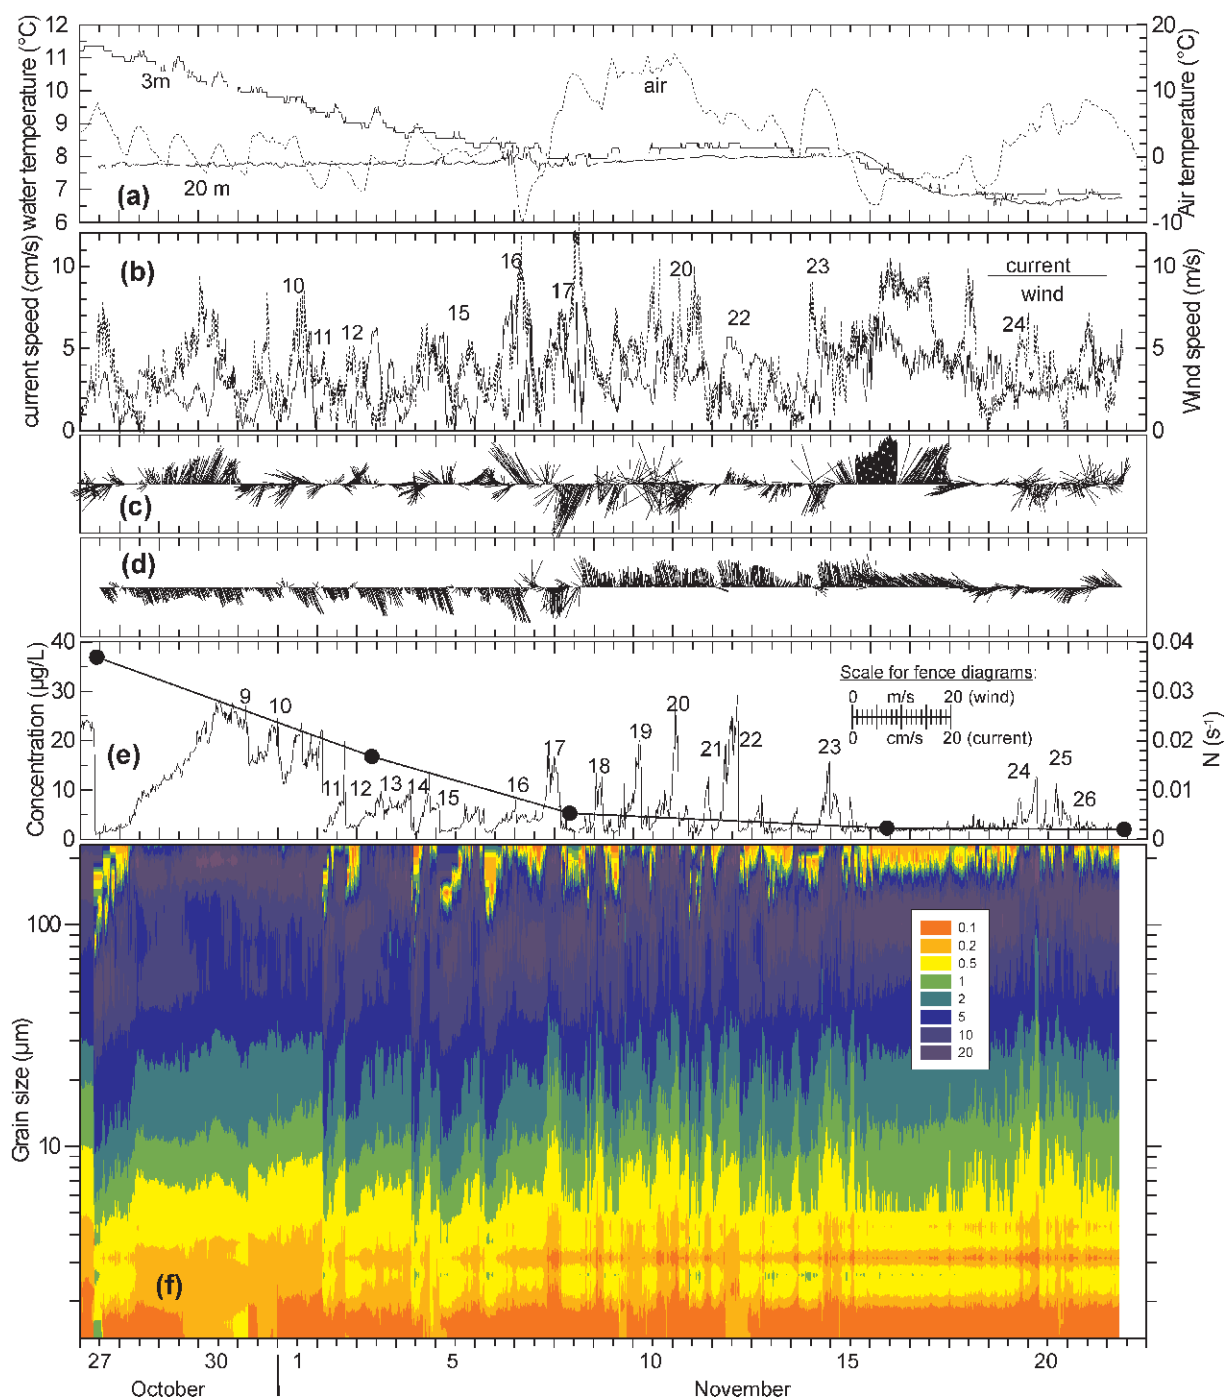 12
11
10
9
8
7
6
water temperature (°C)
20
10
0
-10
Air temperature (°C)
3m
air
20 m
(a)
10
5
0
current speed (cm/s)
10
5
0
Wind speed (m/s)
(b)
10
11
12
15
16
17
20
22
23
24
current
wind
(c)
(d)
40
30
20
10
0
Concentration (µg/L)
0.04
0.03
0.02
0.01
0
N (s⁻¹)
(e)
9
10
11
12
13
14
15
16
17
18
19
20
21
22
23
24
25
26
Scale for fence diagrams:
0 m/s 20 (wind)
0 cm/s 20 (current)
100
10
Grain size (µm)
(f)
0.1
0.2
0.5
1
2
5
10
20
27 30 1 5 10 15 20
October November